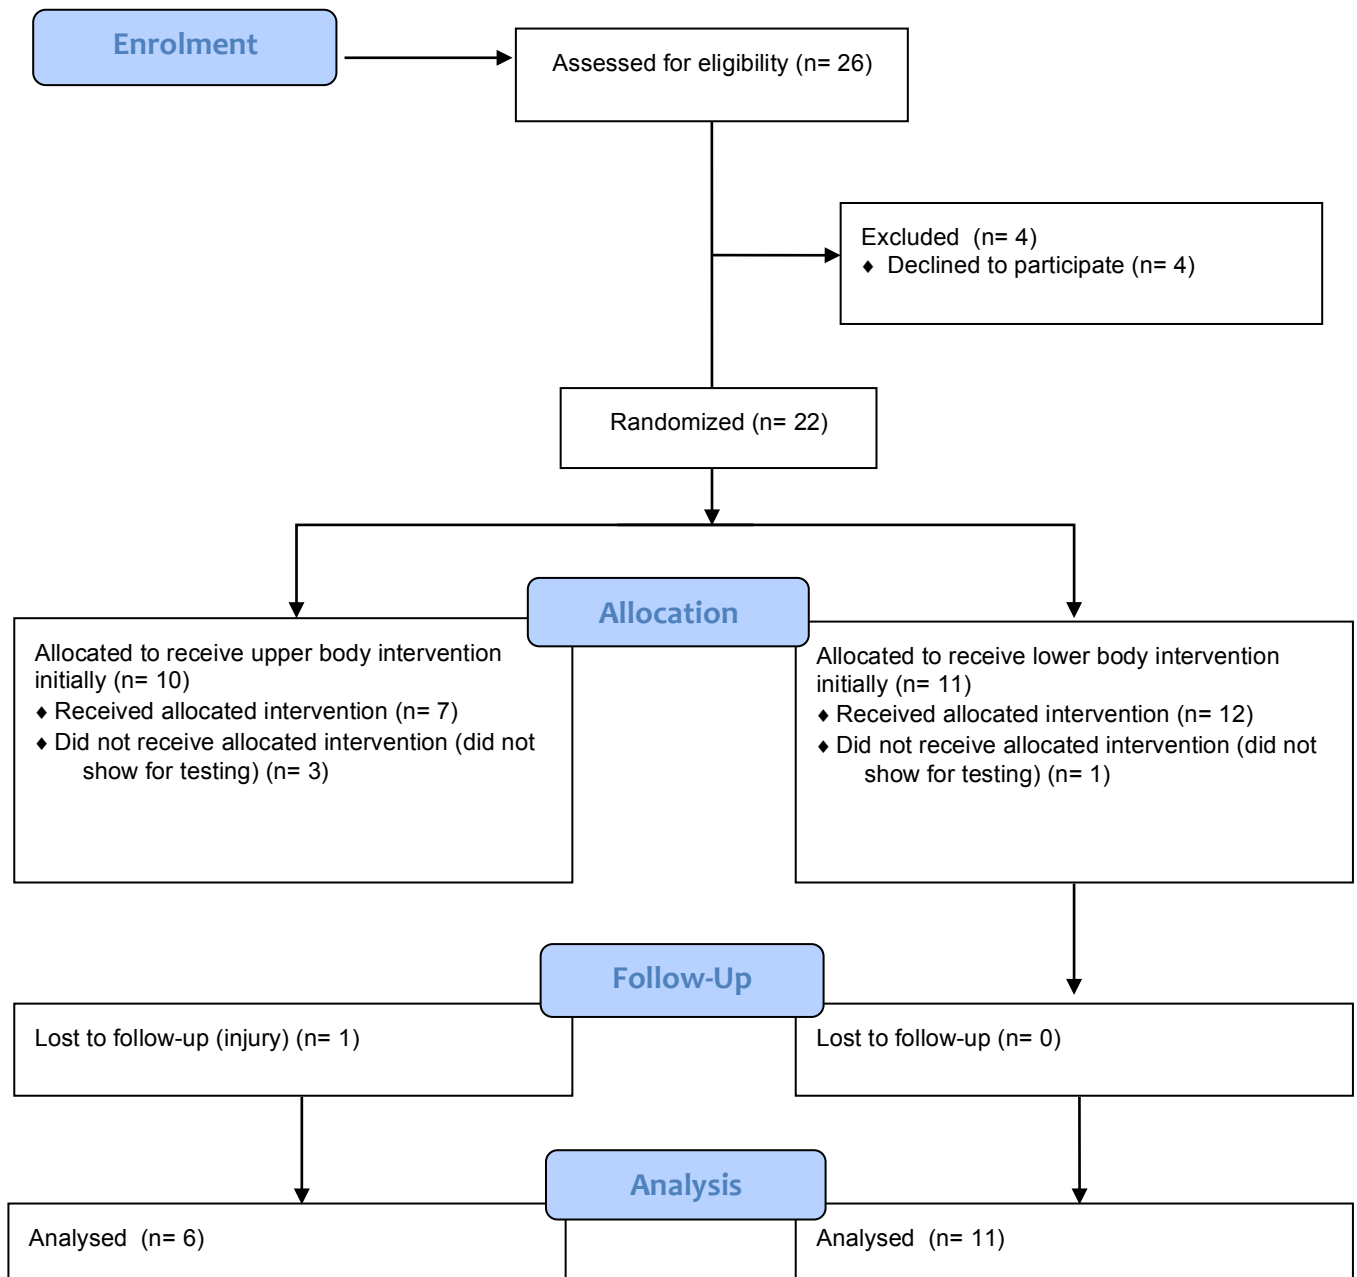 Enrolment
Assessed for eligibility (n= 26)
Excluded  (n= 4)
♦ Declined to participate (n= 4)
Randomized (n= 22)
Allocation
Allocated to receive upper body intervention
initially (n= 10)
♦ Received allocated intervention (n= 7)
♦ Did not receive allocated intervention (did not
show for testing) (n= 3)
Allocated to receive lower body intervention
initially (n= 11)
♦ Received allocated intervention (n= 12)
♦ Did not receive allocated intervention (did not
show for testing) (n= 1)
Follow-Up
Lost to follow-up (injury) (n= 1)
Lost to follow-up (n= 0)
Analysis
Analysed  (n= 6)
Analysed  (n= 11)